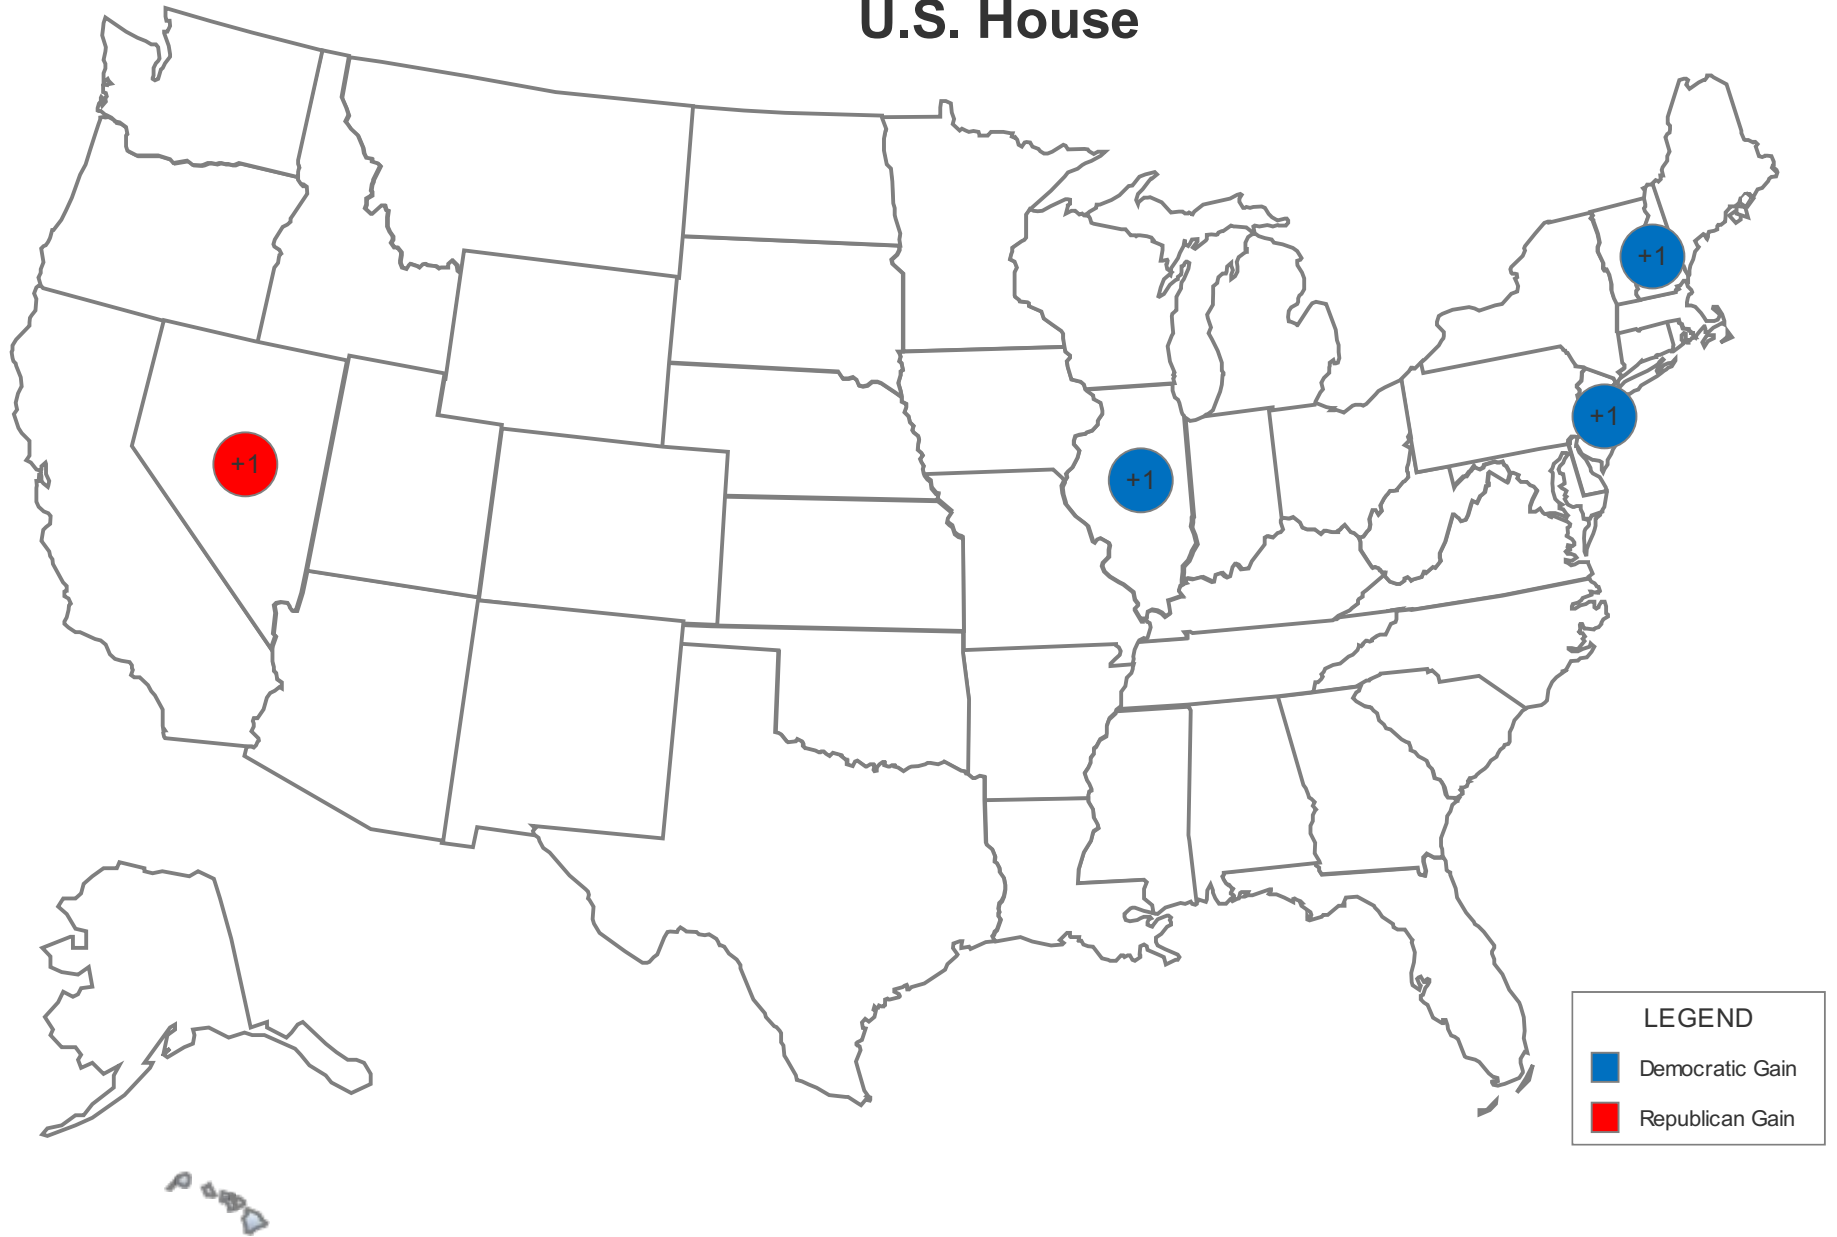 U.S. House
+1
+1
+1
+1
LEGEND
Democratic Gain
Republican Gain